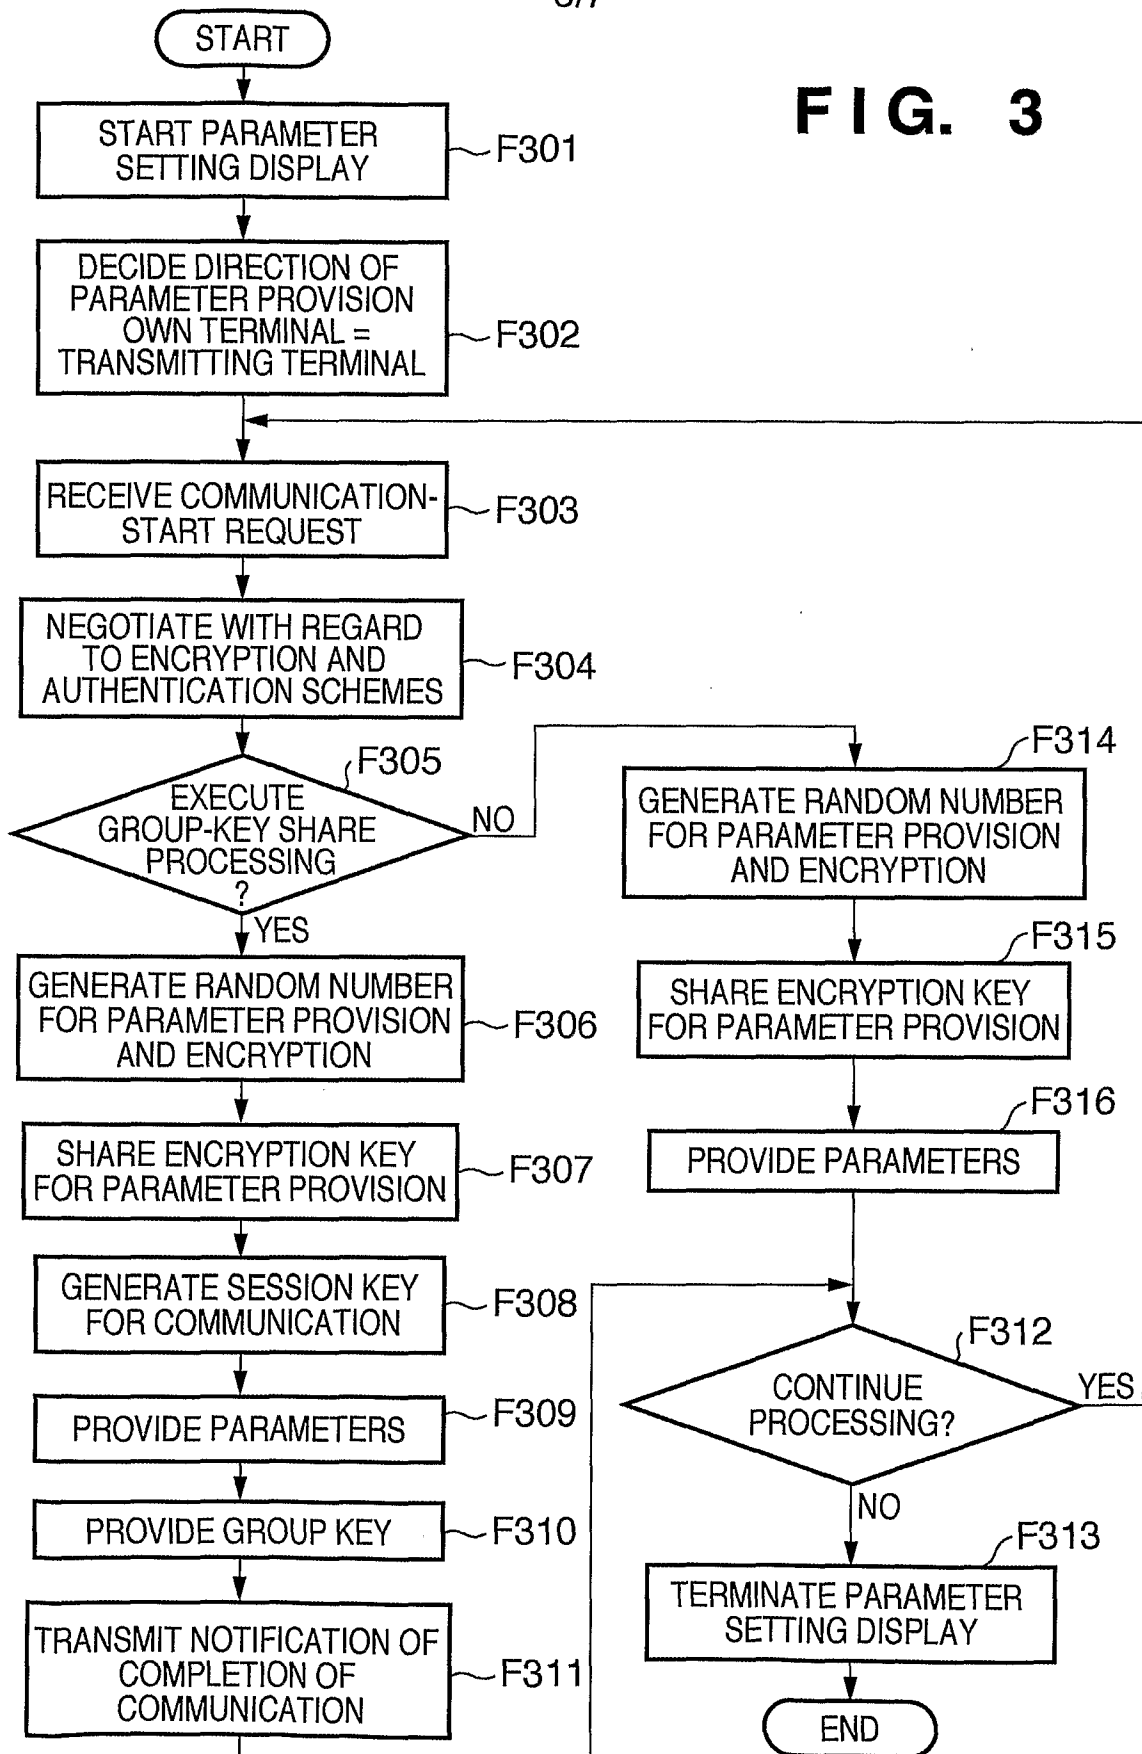 START
FIG. 3
START PARAMETER
SETTING DISPLAY
F301
DECIDE DIRECTION OF
PARAMETER PROVISION
OWN TERMINAL =
TRANSMITTING TERMINAL
F302
RECEIVE COMMUNICATION-
START REQUEST
F303
NEGOTIATE WITH REGARD
TO ENCRYPTION AND
AUTHENTICATION SCHEMES
F304
F305
EXECUTE
GROUP-KEY SHARE
PROCESSING
?
NO
YES
GENERATE RANDOM NUMBER
FOR PARAMETER PROVISION
AND ENCRYPTION
F306
SHARE ENCRYPTION KEY
FOR PARAMETER PROVISION
F307
GENERATE SESSION KEY
FOR COMMUNICATION
F308
PROVIDE PARAMETERS
F309
PROVIDE GROUP KEY
F310
TRANSMIT NOTIFICATION OF
COMPLETION OF
COMMUNICATION
F311
F314
GENERATE RANDOM NUMBER
FOR PARAMETER PROVISION
AND ENCRYPTION
F315
SHARE ENCRYPTION KEY
FOR PARAMETER PROVISION
F316
PROVIDE PARAMETERS
F312
CONTINUE
PROCESSING?
YES
NO
F313
TERMINATE PARAMETER
SETTING DISPLAY
END